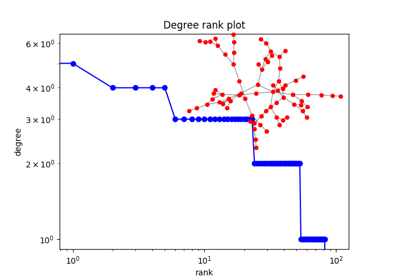 Degree rank plot
6 × 10⁰
4 × 10⁰
3 × 10⁰
2 × 10⁰
10⁰
degree
10⁰ 10¹ 10²
rank